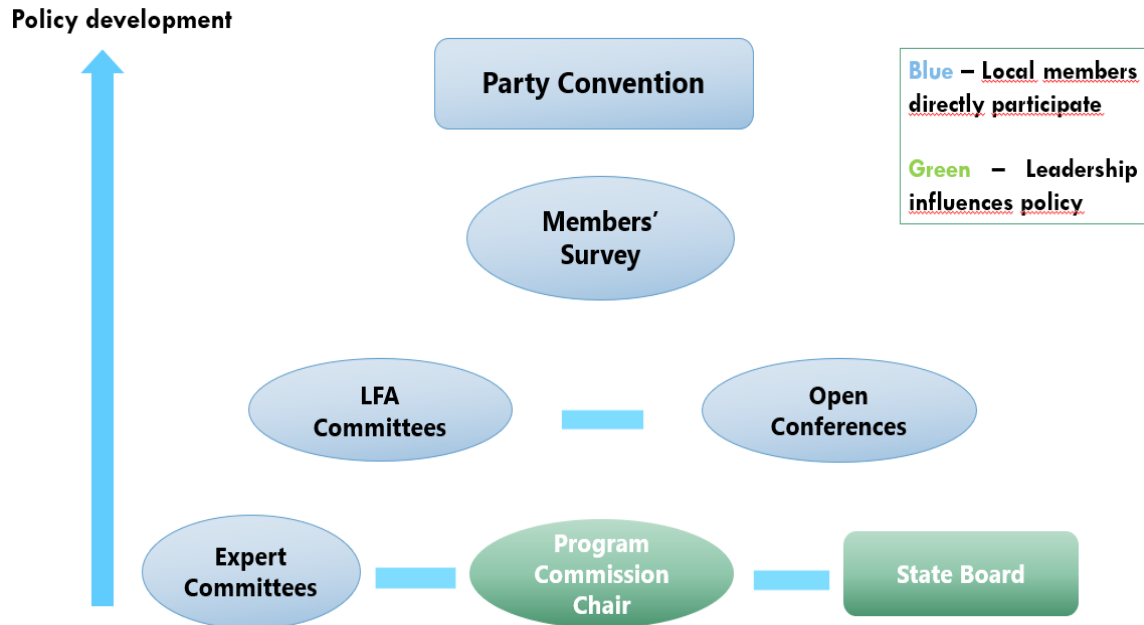 Policy development
Party Convention
Blue – Local members
directly participate
Green – Leadership
influences policy
Members’
Survey
LFA
Committees
Open
Conferences
Expert
Committees
Program
Commission
Chair
State Board